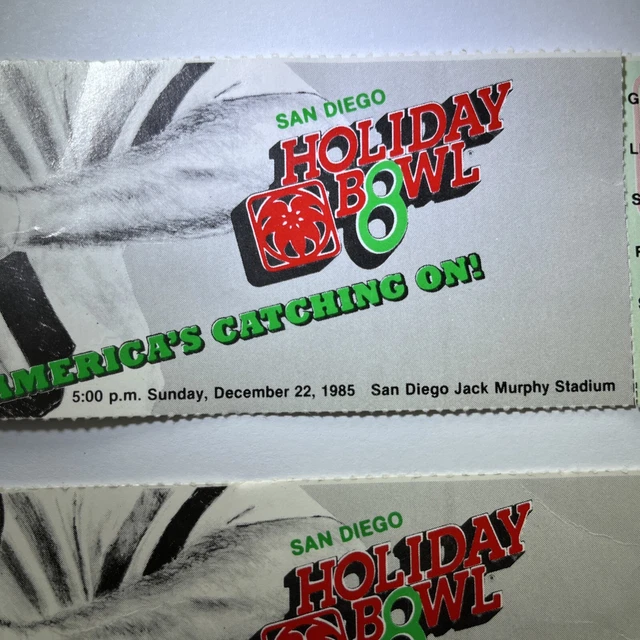 SAN DIEGO
HOLIDAY
BOWL
8
AMERICA'S CATCHING ON!
5:00 p.m. Sunday, December 22, 1985 San Diego Jack Murphy Stadium
SAN DIEGO
HOLIDAY
BOWL
8